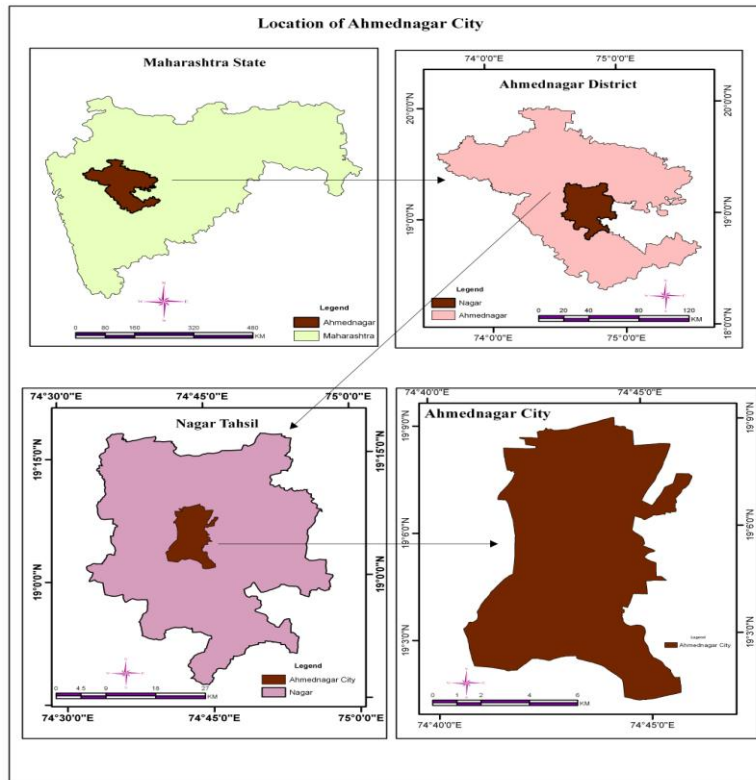 Location of Ahmednagar City
Maharashtra State
Legend
Ahmednagar
Maharashtra
0 80 160 320 480
KM
74°0'0"E 75°0'0"E
Ahmednagar District
20°0'0"N
20°0'0"N
19°0'0"N
19°0'0"N
18°0'0"N
Legend
Nagar
Ahmednagar
0 20 40 80 120
KM
74°0'0"E 75°0'0"E
74°30'0"E 74°45'0"E 75°0'0"E
Nagar Tahsil
19°15'0"N
19°15'0"N
19°0'0"N
19°0'0"N
Legend
Ahmednagar City
Nagar
0 4.5 9 18 27
KM
74°30'0"E 74°45'0"E 75°0'0"E
74°40'0"E 74°45'0"E
Ahmednagar City
19°9'0"N
19°9'0"N
19°6'0"N
19°6'0"N
19°3'0"N
19°3'0"N
Legend
Ahmednagar City
0 1 2 4 6
KM
74°40'0"E 74°45'0"E